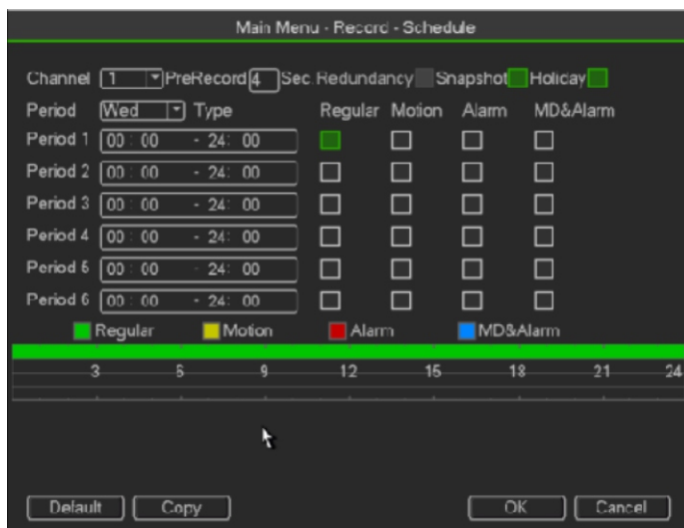 Main Menu - Record - Schedule
Channel 1 PreRecord 4 Sec. Redundancy Snapshot Holiday
Period Wed Type Regular Motion Alarm MD&Alarm
Period 1 00 : 00 - 24 : 00
Period 2 00 : 00 - 24 : 00
Period 3 00 : 00 - 24 : 00
Period 4 00 : 00 - 24 : 00
Period 5 00 : 00 - 24 : 00
Period 6 00 : 00 - 24 : 00
Regular Motion Alarm MD&Alarm
3 6 9 12 15 18 21 24
Default Copy OK Cancel